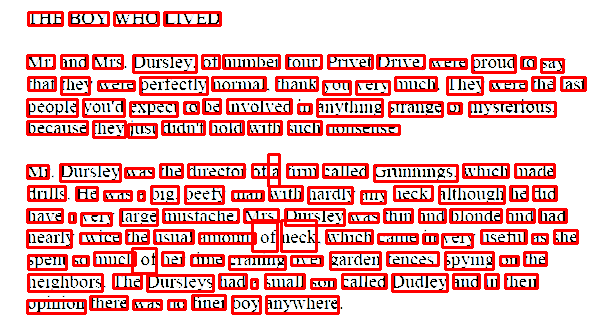 THE BOY WHO LIVED
Mr. and Mrs. Dursley, of number four, Privet Drive, were proud to say
that they were perfectly normal, thank you very much. They were the last
people you'd expect to be involved in anything strange or mysterious,
because they just didn't hold with such nonsense.
Mr. Dursley was the director of a firm called Grunnings, which made
drills. He was a big, beefy man with hardly any neck, although he did
have a very large mustache. Mrs. Dursley was thin and blonde and had
nearly twice the usual amount of neck, which came in very useful as she
spent so much of her time craning over garden fences, spying on the
neighbors. The Dursleys had a small son called Dudley and in their
opinion there was no finer boy anywhere.